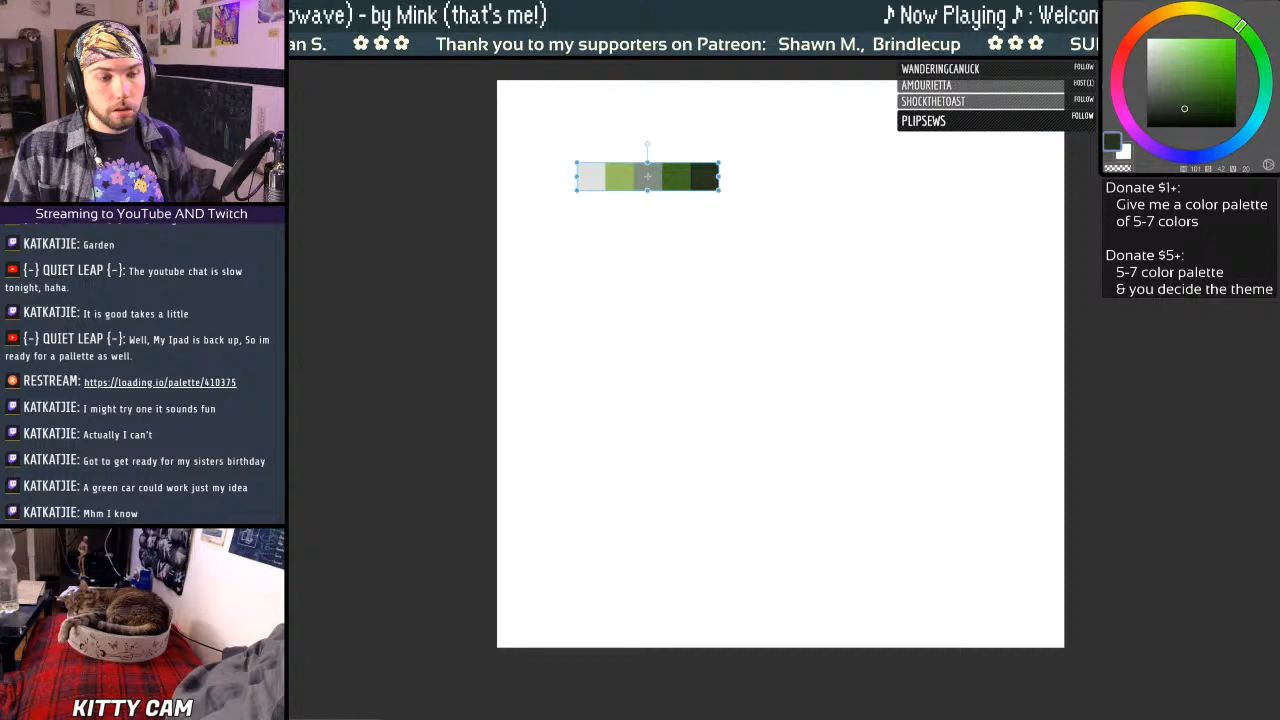 owave) - by Mink (that's me!)
♪ Now Playing ♪ : Welcom
an S. ✿ ✿ ✿ Thank you to my supporters on Patreon: Shawn M., Brindlecup ✿ ✿ ✿ SU
WANDERINGCANUCK FOLLOW
AMOURIETTA HOST(1)
SHOCKTHETOAST FOLLOW
PLIPSEWS FOLLOW
101 S 42 V 20
Donate $1+:
Give me a color palette
of 5-7 colors
Donate $5+:
5-7 color palette
& you decide the theme
Streaming to YouTube AND Twitch
KATKATJIE: Garden
{-} QUIET LEAP {-}: The youtube chat is slow
tonight, haha.
KATKATJIE: It is good takes a little
{-} QUIET LEAP {-}: Well, My Ipad is back up, So im
ready for a pallette as well.
RESTREAM: https://loading.io/palette/410375
KATKATJIE: I might try one it sounds fun
KATKATJIE: Actually I can't
KATKATJIE: Got to get ready for my sisters birthday
KATKATJIE: A green car could work just my idea
KATKATJIE: Mhm I know
KITTY CAM